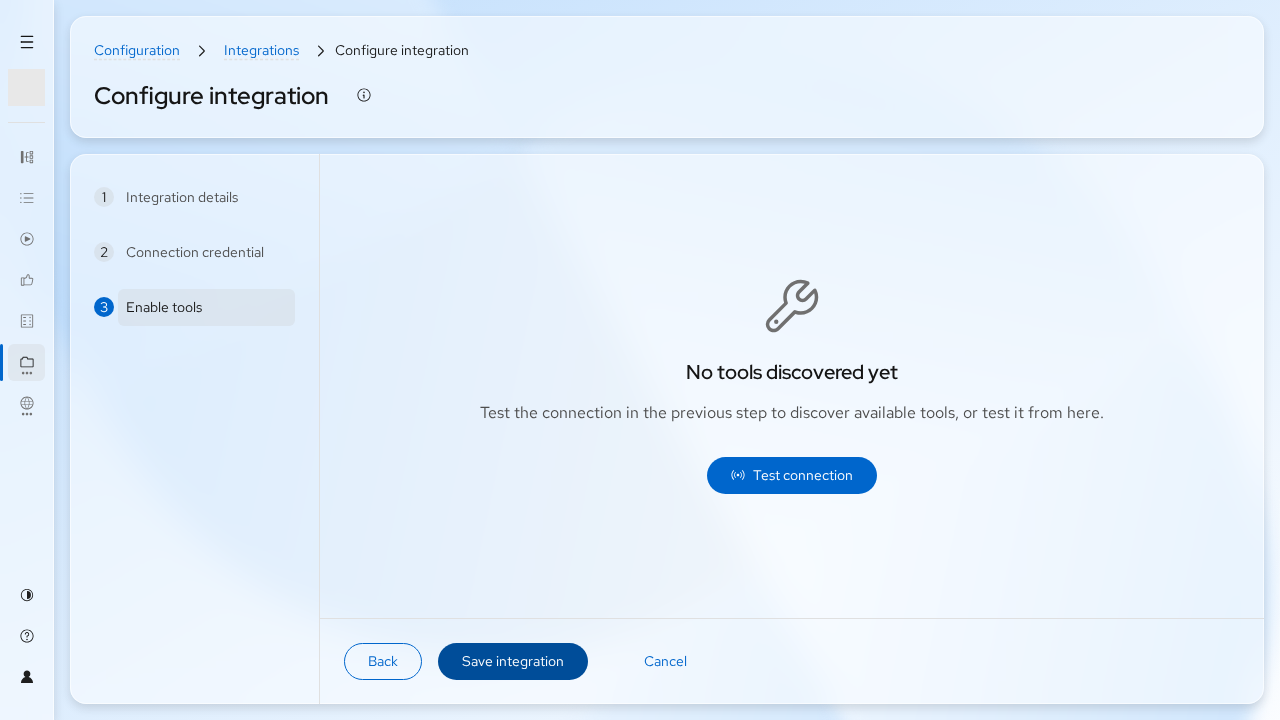 Configuration
Integrations
Configure integration
Configure integration
1 Integration details
2 Connection credential
3 Enable tools
No tools discovered yet
Test the connection in the previous step to discover available tools, or test it from here.
Test connection
Back
Save integration
Cancel